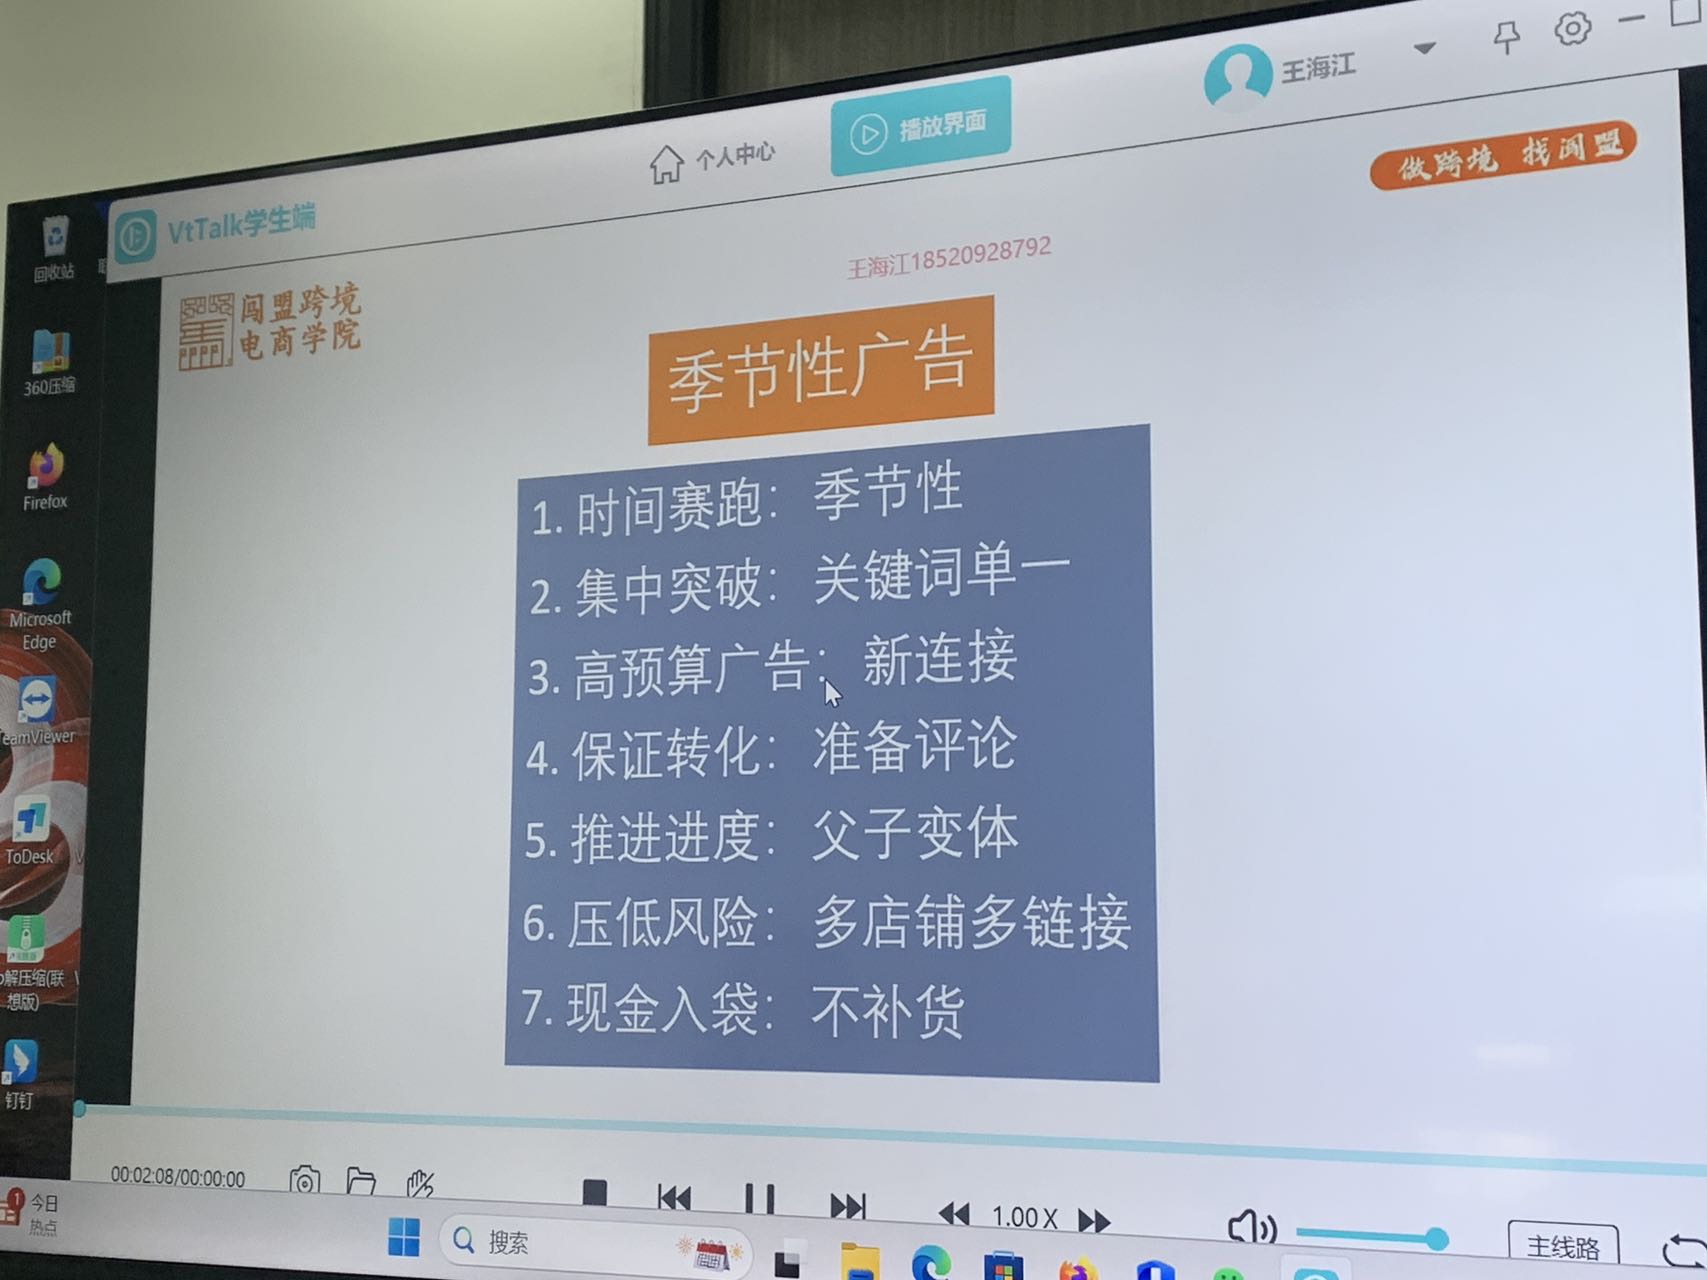 王海江
个人中心
播放界面
做跨境 找闯盟
VtTalk学生端
王海江18520928792
闯盟跨境
电商学院
季节性广告
1. 时间赛跑：季节性
2. 集中突破：关键词单一
3. 高预算广告：新连接
4. 保证转化：准备评论
5. 推进进度：父子变体
6. 压低风险：多店铺多链接
7. 现金入袋：不补货
回收站
360压缩
Firefox
Microsoft
Edge
TeamViewer
ToDesk
解压缩(联
想版)
钉钉
00:02:08/00:00:00
1.00X
主线路
1
今日
热点
搜索